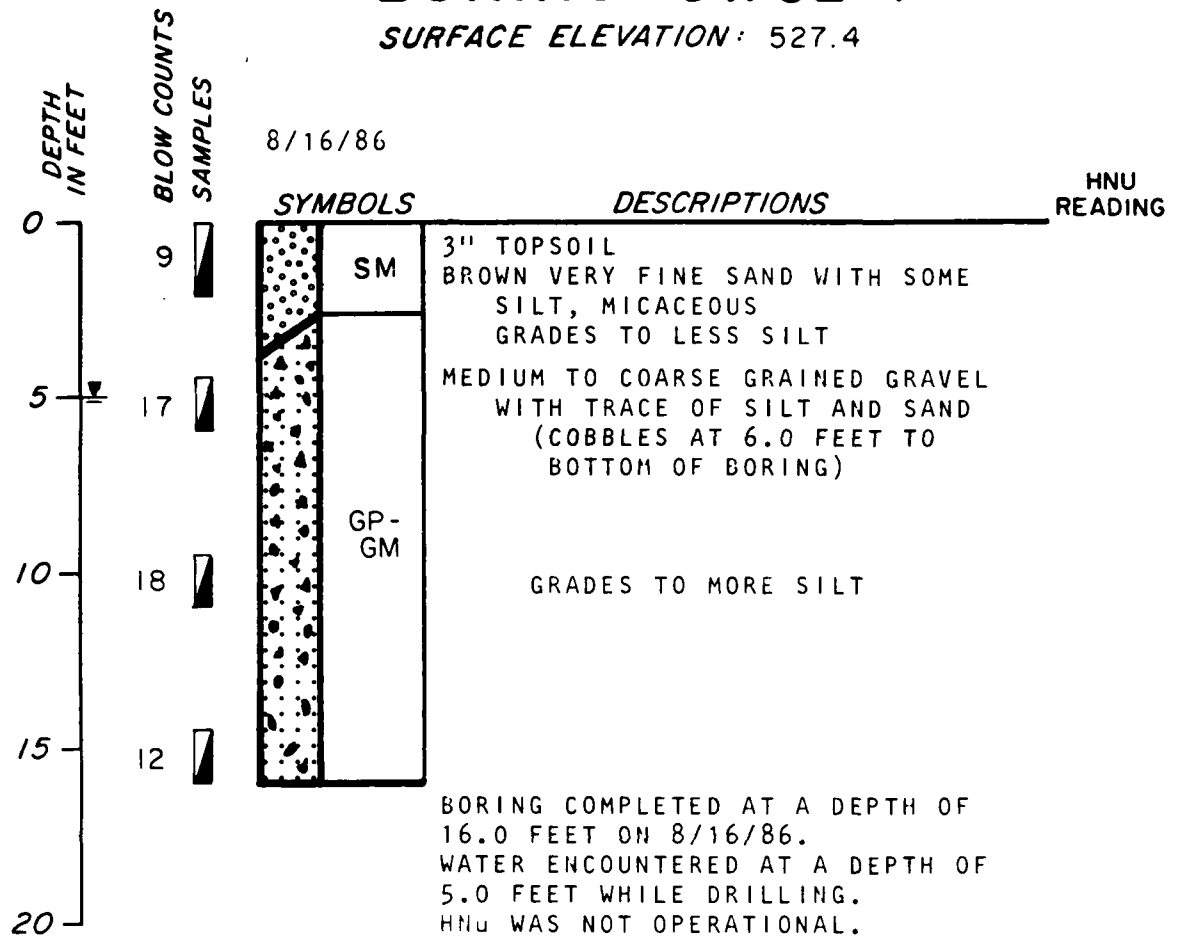 SURFACE ELEVATION: 527.4
DEPTH IN FEET
BLOW COUNTS
SAMPLES
8/16/86
SYMBOLS
DESCRIPTIONS
HNU
READING
0
9
SM
3" TOPSOIL
BROWN VERY FINE SAND WITH SOME
SILT, MICACEOUS
GRADES TO LESS SILT
5
17
MEDIUM TO COARSE GRAINED GRAVEL
WITH TRACE OF SILT AND SAND
(COBBLES AT 6.0 FEET TO
BOTTOM OF BORING)
GP-
GM
10
18
GRADES TO MORE SILT
15
12
BORING COMPLETED AT A DEPTH OF
16.0 FEET ON 8/16/86.
WATER ENCOUNTERED AT A DEPTH OF
5.0 FEET WHILE DRILLING.
20
HNu WAS NOT OPERATIONAL.